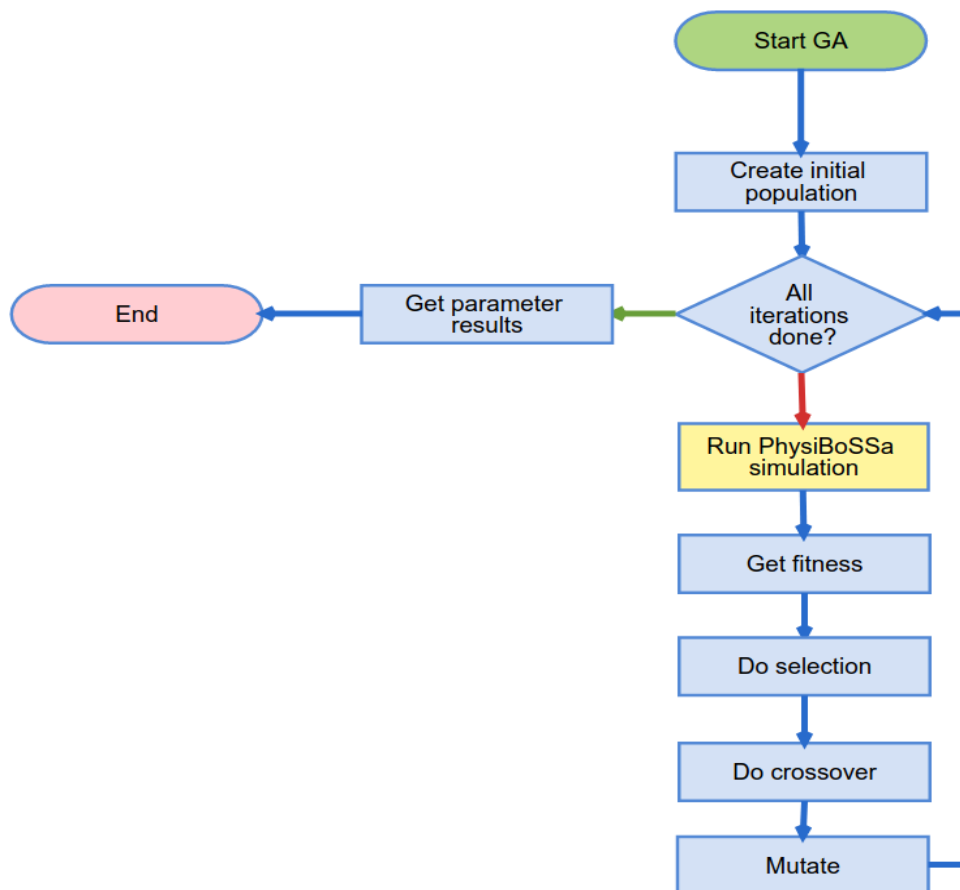 Start GA
Create initial
population
All
iterations
done?
Get parameter
results
End
Run PhysiBoSSa
simulation
Get fitness
Do selection
Do crossover
Mutate